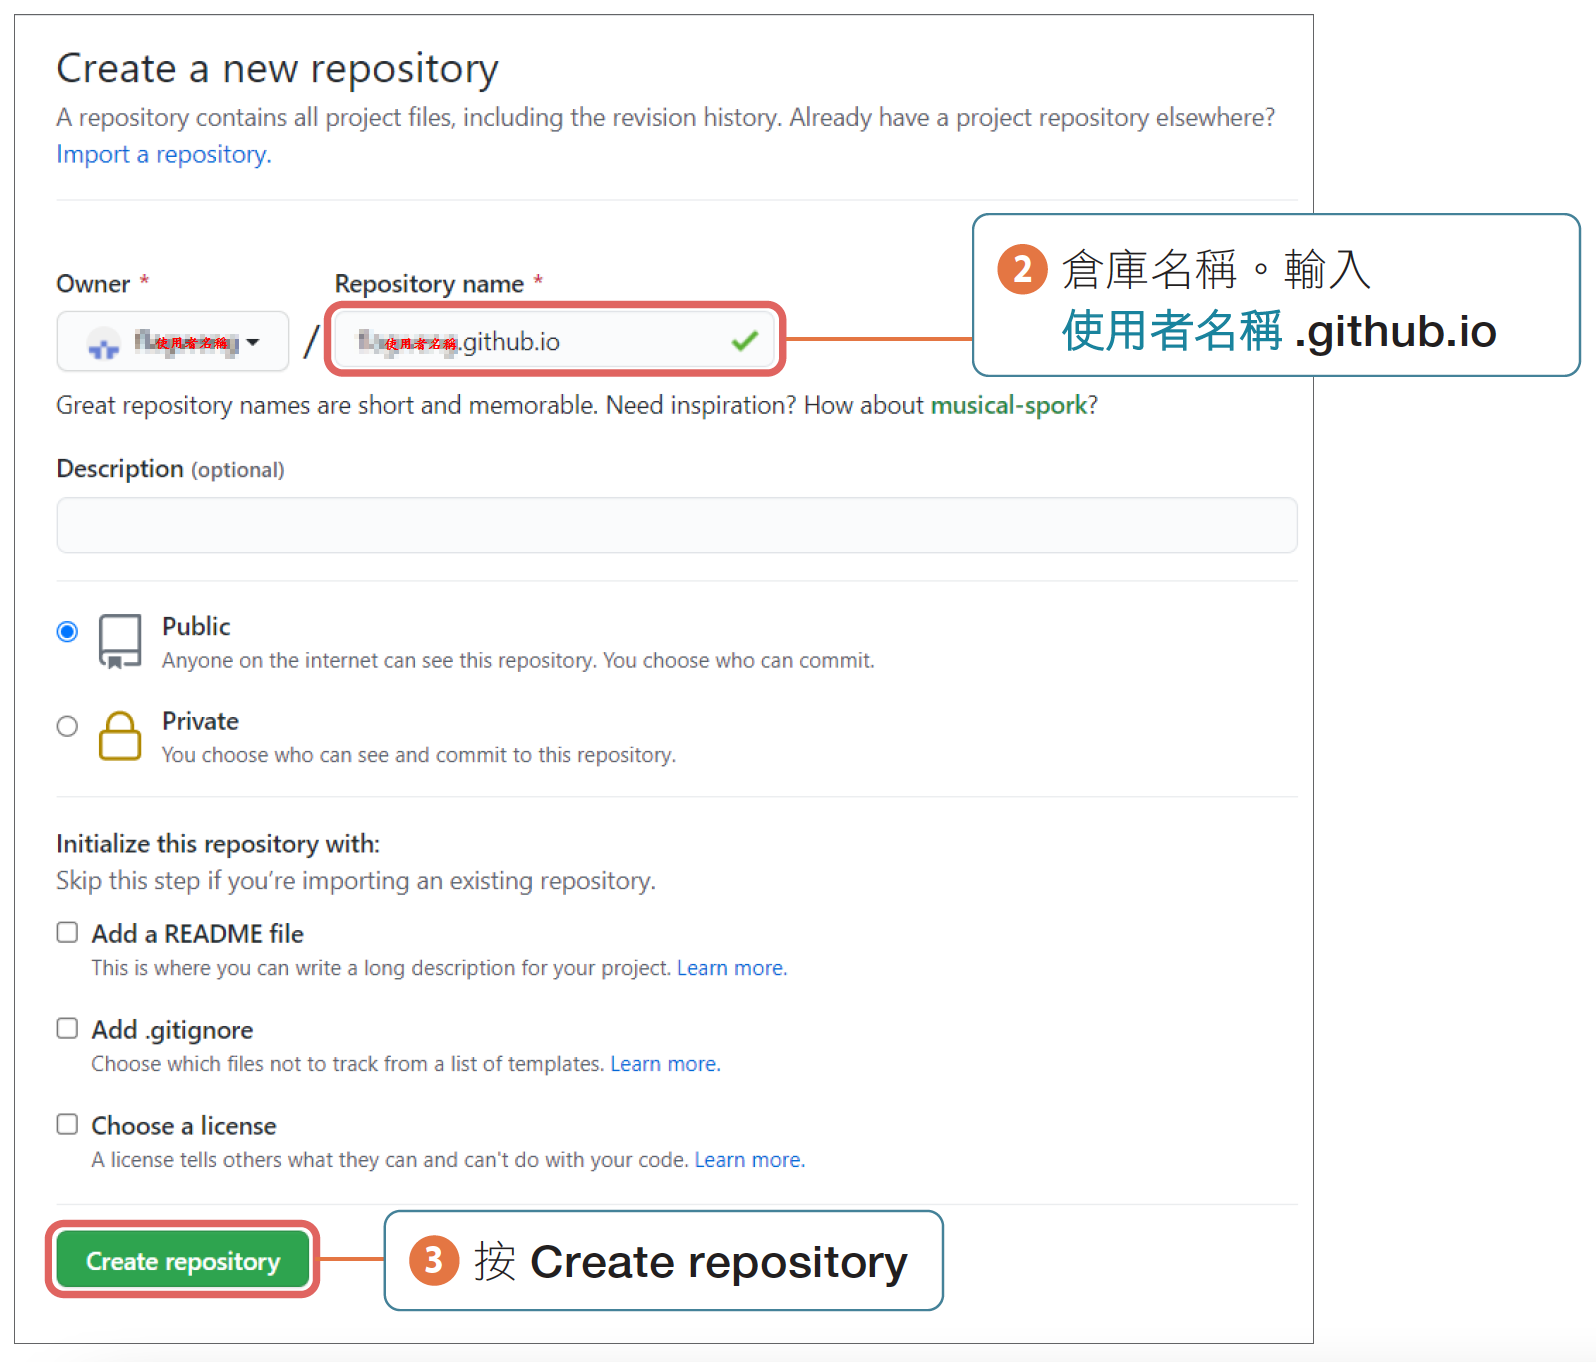 Create a new repository
A repository contains all project files, including the revision history. Already have a project repository elsewhere?
Import a repository.
Owner *
Repository name *
使用者名稱
/
使用者名稱.github.io
2 倉庫名稱。輸入
使用者名稱 .github.io
Great repository names are short and memorable. Need inspiration? How about musical-spork?
Description (optional)
Public
Anyone on the internet can see this repository. You choose who can commit.
Private
You choose who can see and commit to this repository.
Initialize this repository with:
Skip this step if you’re importing an existing repository.
Add a README file
This is where you can write a long description for your project. Learn more.
Add .gitignore
Choose which files not to track from a list of templates. Learn more.
Choose a license
A license tells others what they can and can't do with your code. Learn more.
Create repository
3 按 Create repository